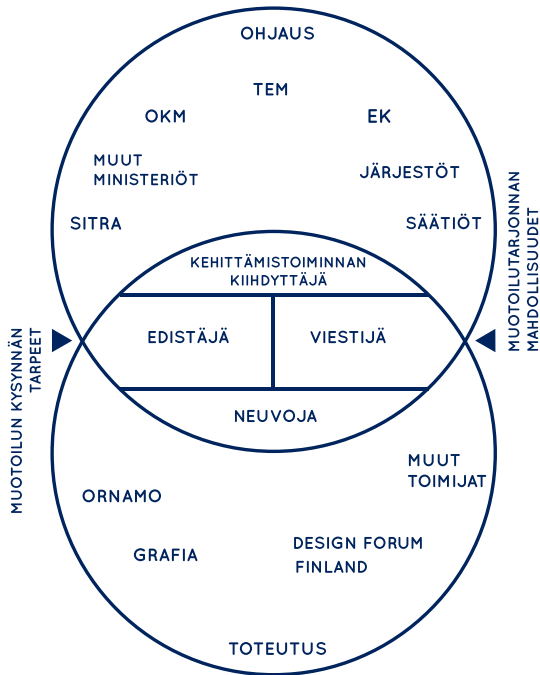 OHJAUS
TEM
OKM
EK
MUUT
MINISTERIÖT
JÄRJESTÖT
SITRA
SÄÄTIÖT
MUOTOILUTARJONNAN
MAHDOLLISUUDET
KEHITTÄMISTOIMINNAN
KIIHDYTTÄJÄ
EDISTÄJÄ
VIESTIJÄ
MUOTOILUN KYSYNNÄN
TARPEET
NEUVOJA
MUUT
TOIMIJAT
ORNAMO
GRAFIA
DESIGN FORUM
FINLAND
TOTEUTUS